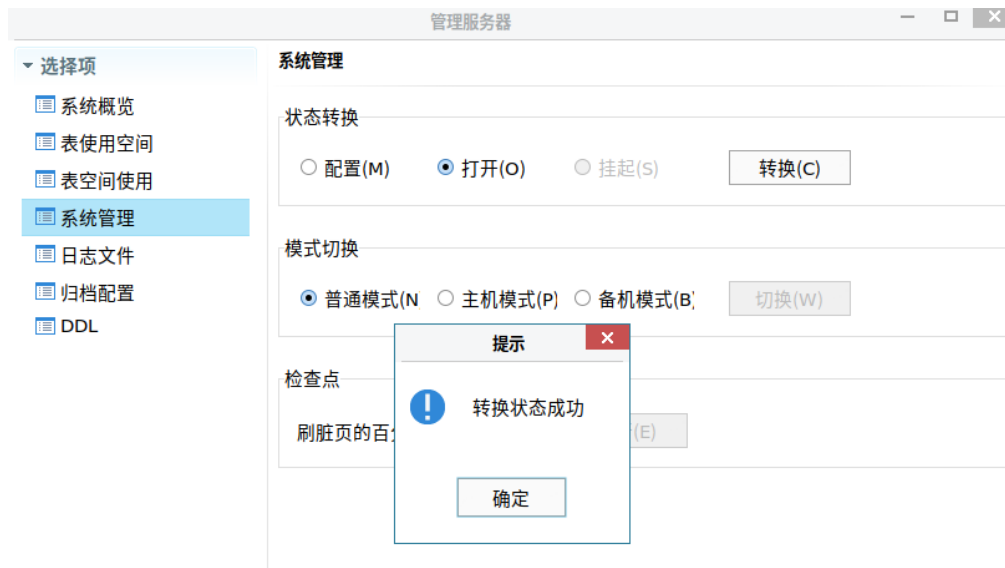 管理服务器
选择项
系统概览
表使用空间
表空间使用
系统管理
日志文件
归档配置
DDL
系统管理
状态转换
配置(M) 打开(O) 挂起(S) 转换(C)
模式切换
普通模式(N 主机模式(P) 备机模式(B) 切换(W)
检查点
刷脏页的百 (E)
提示
转换状态成功
确定